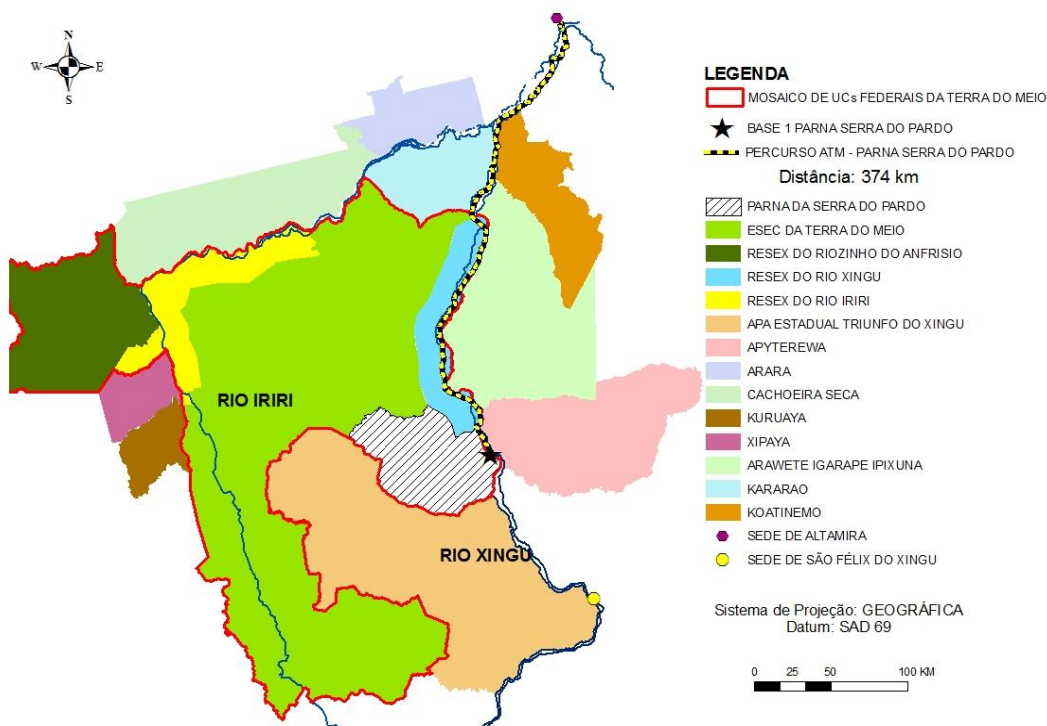 N
W E
S
RIO IRIRI
RIO XINGU
LEGENDA
MOSAICO DE UCs FEDERAIS DA TERRA DO MEIO
BASE 1 PARNA SERRA DO PARDO
PERCURSO ATM - PARNA SERRA DO PARDO
Distância: 374 km
PARNA DA SERRA DO PARDO
ESEC DA TERRA DO MEIO
RESEX DO RIOZINHO DO ANFRISIO
RESEX DO RIO XINGU
RESEX DO RIO IRIRI
APA ESTADUAL TRIUNFO DO XINGU
APYTEREWA
ARARA
CACHOEIRA SECA
KURUAYA
XIPAYA
ARAWETE IGARAPE IPIXUNA
KARARAO
KOATINEMO
SEDE DE ALTAMIRA
SEDE DE SÃO FÉLIX DO XINGU
Sistema de Projeção: GEOGRÁFICA
Datum: SAD 69
0 25 50 100 KM